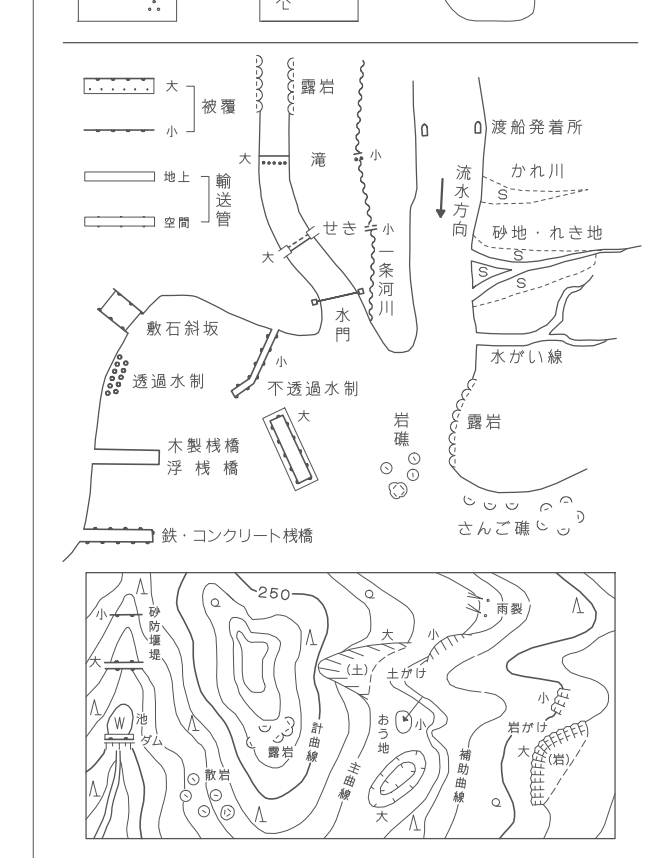 大
小
被覆
地上
空間
輸送管
露岩
大
滝
小
せき
小
大
一条河川
水門
渡船発着所
流水方向
かれ川
S
砂地・れき地
S
S
S
水がい線
露岩
さんご礁
敷石斜坂
透過水制
小
不透過水制
大
木製桟橋
浮桟橋
鉄・コンクリート桟橋
岩礁
小
砂防堰堤
大
W
池
ダム
250
露岩
散岩
計曲線
主曲線
大
小
(土)
土がけ
おう地
小
大
補助曲線
雨裂
小
岩がけ
大
(岩)